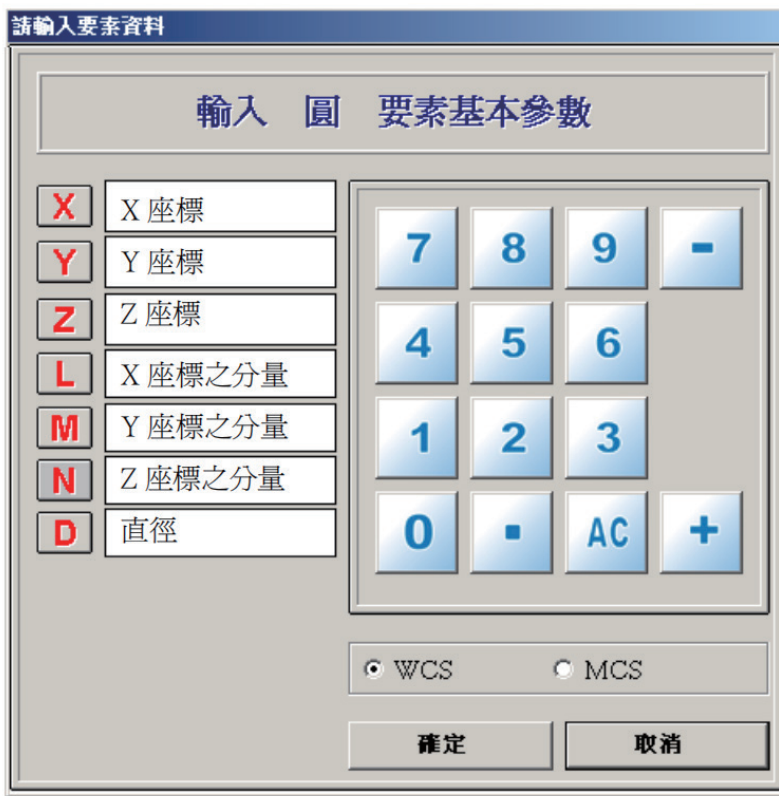 請輸入要素資料
輸入 圓 要素基本參數
X X 座標
Y Y 座標
Z Z 座標
L X 座標之分量
M Y 座標之分量
N Z 座標之分量
D 直徑
7 8 9 -
4 5 6
1 2 3
0 . AC +
WCS MCS
確定 取消